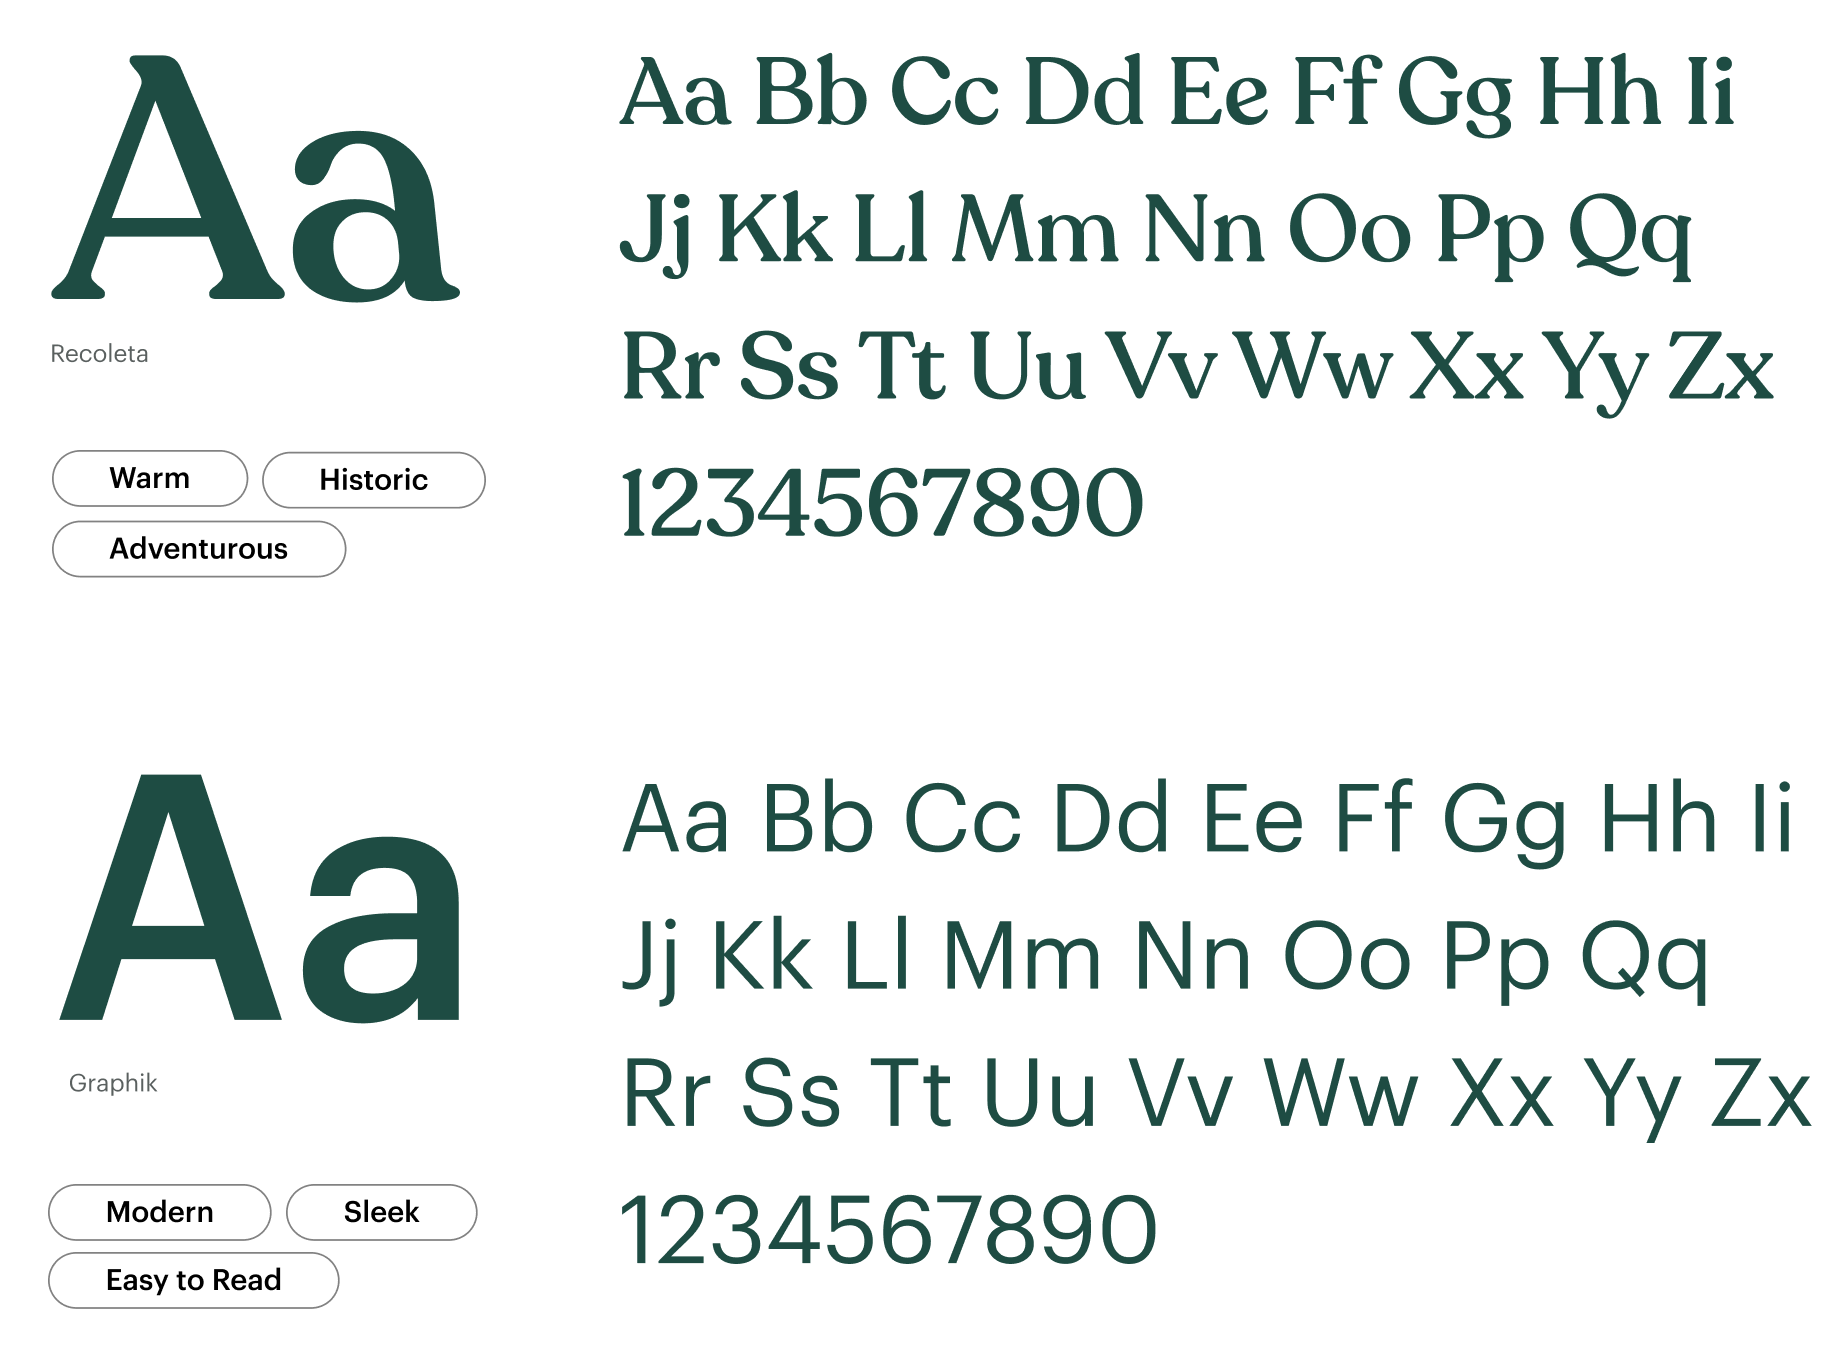 Aa
Recoleta
Warm
Historic
Adventurous
Aa Bb Cc Dd Ee Ff Gg Hh Ii
Jj Kk Ll Mm Nn Oo Pp Qq
Rr Ss Tt Uu Vv Ww Xx Yy Zx
1234567890
Aa
Graphik
Modern
Sleek
Easy to Read
Aa Bb Cc Dd Ee Ff Gg Hh Ii
Jj Kk Ll Mm Nn Oo Pp Qq
Rr Ss Tt Uu Vv Ww Xx Yy Zx
1234567890